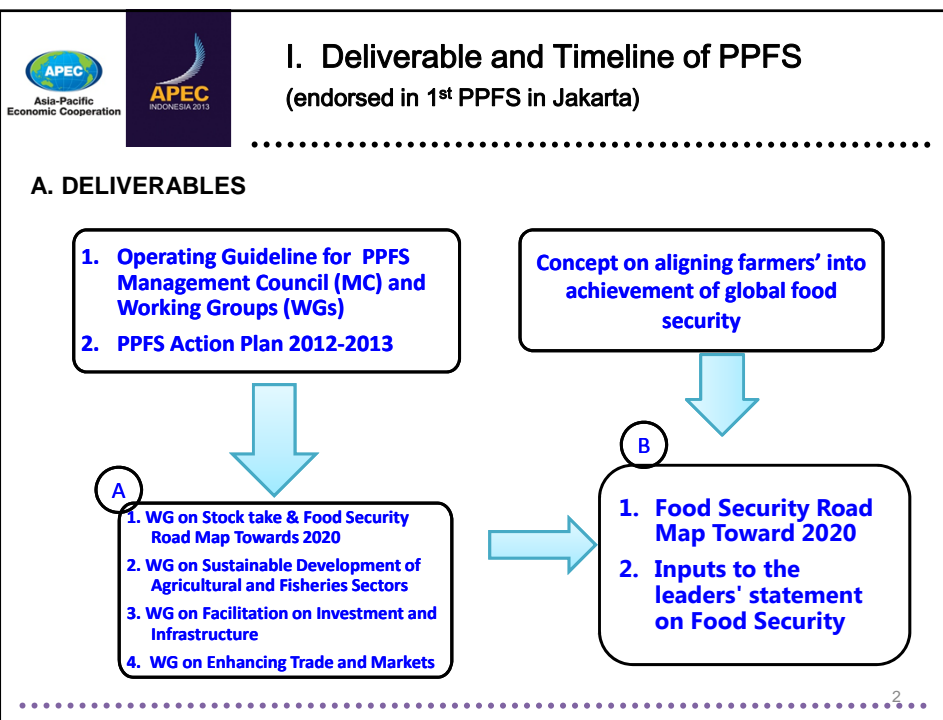 APEC
Asia-Pacific
Economic Cooperation
APEC
INDONESIA 2013
I. Deliverable and Timeline of PPFS
(endorsed in 1st PPFS in Jakarta)
A. DELIVERABLES
1. Operating Guideline for PPFS
Management Council (MC) and
Working Groups (WGs)
2. PPFS Action Plan 2012-2013
Concept on aligning farmers’ into
achievement of global food
security
A
1. WG on Stock take & Food Security
Road Map Towards 2020
2. WG on Sustainable Development of
Agricultural and Fisheries Sectors
3. WG on Facilitation on Investment and
Infrastructure
4. WG on Enhancing Trade and Markets
B
1. Food Security Road
Map Toward 2020
2. Inputs to the
leaders' statement
on Food Security
2